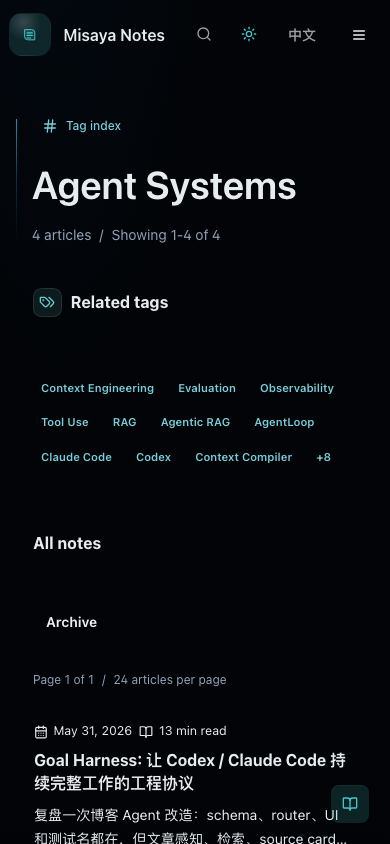 Misaya Notes 中文
Tag index
Agent Systems
4 articles / Showing 1-4 of 4
Related tags
Context Engineering Evaluation Observability
Tool Use RAG Agentic RAG AgentLoop
Claude Code Codex Context Compiler +8
All notes
Archive
Page 1 of 1 / 24 articles per page
May 31, 2026 13 min read
Goal Harness: 让 Codex / Claude Code 持
续完整工作的工程协议
复盘一次博客 Agent 改造：schema、router、UI
和测试名都在，但文章感知、检索、source card...